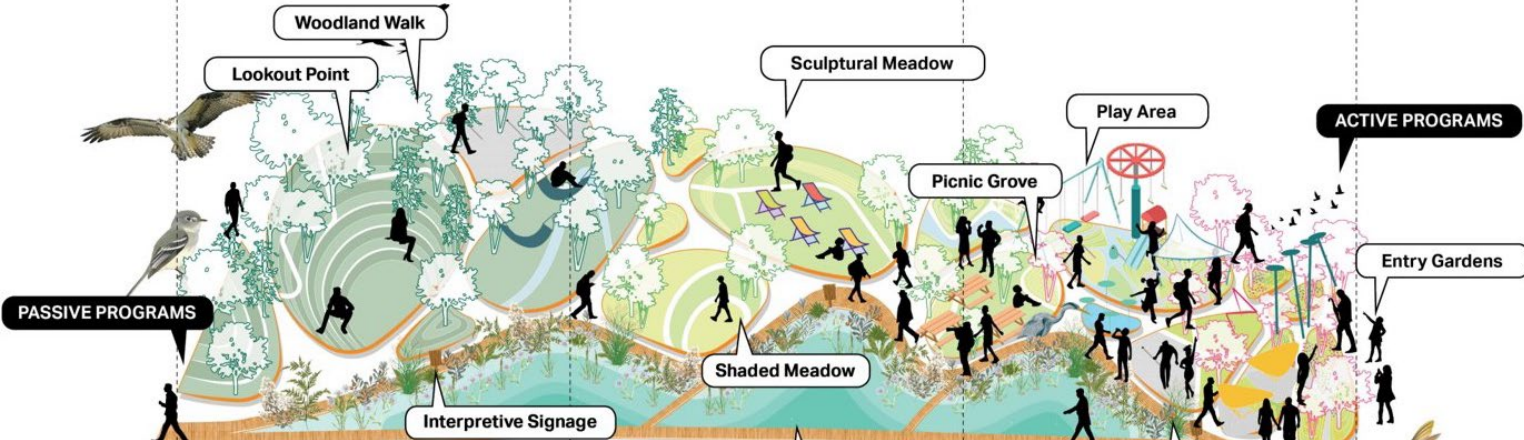 Woodland Walk
Lookout Point
Sculptural Meadow
Play Area
ACTIVE PROGRAMS
Picnic Grove
Entry Gardens
PASSIVE PROGRAMS
Shaded Meadow
Interpretive Signage